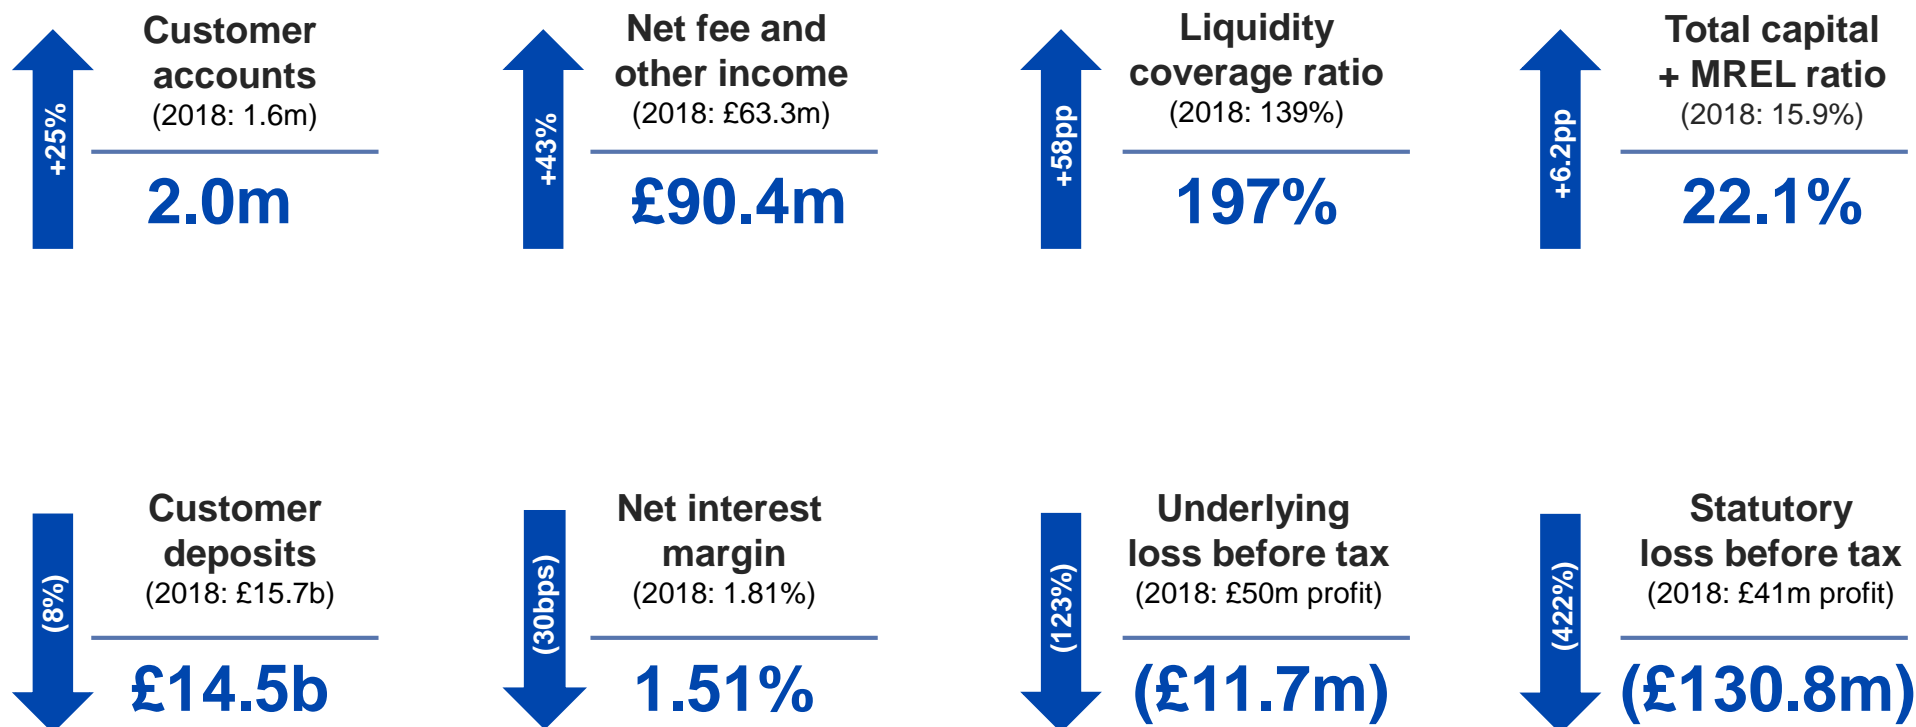 +25%
Customer
accounts
(2018: 1.6m)
2.0m
+43%
Net fee and
other income
(2018: £63.3m)
£90.4m
+58pp
Liquidity
coverage ratio
(2018: 139%)
197%
+6.2pp
Total capital
+ MREL ratio
(2018: 15.9%)
22.1%
(8%)
Customer
deposits
(2018: £15.7b)
£14.5b
(30bps)
Net interest
margin
(2018: 1.81%)
1.51%
(123%)
Underlying
loss before tax
(2018: £50m profit)
(£11.7m)
(422%)
Statutory
loss before tax
(2018: £41m profit)
(£130.8m)